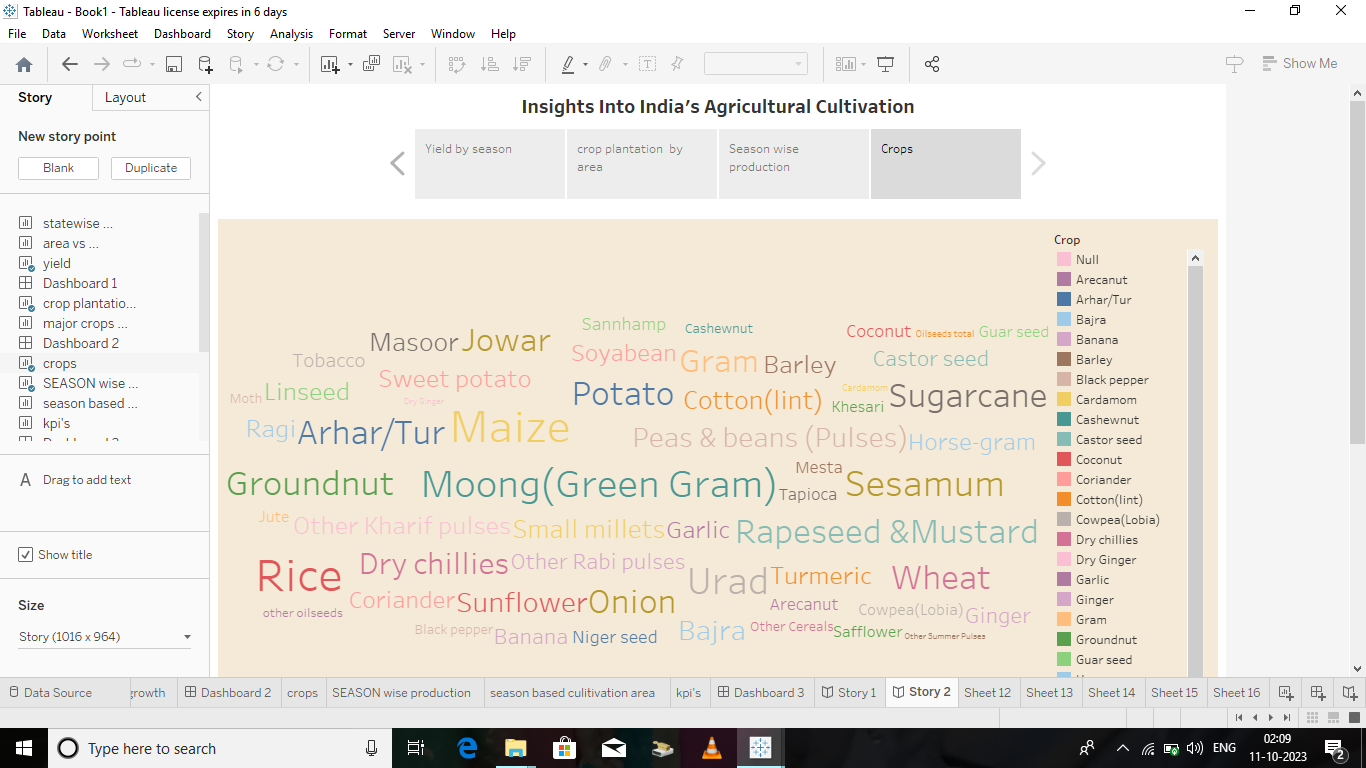 Tableau - Book1 - Tableau license expires in 6 days
File Data Worksheet Dashboard Story Analysis Format Server Window Help
Show Me
Story Layout
New story point
Blank Duplicate
statewise ...
area vs ...
yield
Dashboard 1
crop plantatio...
major crops ...
Dashboard 2
crops
SEASON wise ...
season based ...
kpi's
A Drag to add text
Show title
Size
Story (1016 x 964)
Insights Into India's Agricultural Cultivation
Yield by season
crop plantation by
area
Season wise
production
Crops
Sannhamp Cashewnut Coconut Oilseeds total Guar seed
Masoor Jowar
Tobacco Soyabean Gram Barley Castor seed
Sweet potato
Moth Linseed Dry Ginger Potato Cotton(lint) Cardamom Khesari Sugarcane
Ragi Arhar/Tur Maize Peas & beans (Pulses) Horse-gram
Groundnut Moong(Green Gram) Mesta Tapioca Sesamum
Jute Other Kharif pulses Small millets Garlic Rapeseed &Mustard
Rice Dry chillies Other Rabi pulses Urad Turmeric Wheat
other oilseeds Coriander Sunflower Onion Arecanut Cowpea(Lobia) Ginger
Black pepper Banana Niger seed Bajra Other Cereals Safflower Other Summer Pulses
Crop
Null
Arecanut
Arhar/Tur
Bajra
Banana
Barley
Black pepper
Cardamom
Cashewnut
Castor seed
Coconut
Coriander
Cotton(lint)
Cowpea(Lobia)
Dry chillies
Dry Ginger
Garlic
Ginger
Gram
Groundnut
Guar seed
Data Source growth Dashboard 2 crops SEASON wise production season based culitivation area kpi's Dashboard 3 Story 1 Story 2 Sheet 12 Sheet 13 Sheet 14 Sheet 15 Sheet 16
Type here to search
ENG
02:09
11-10-2023
2